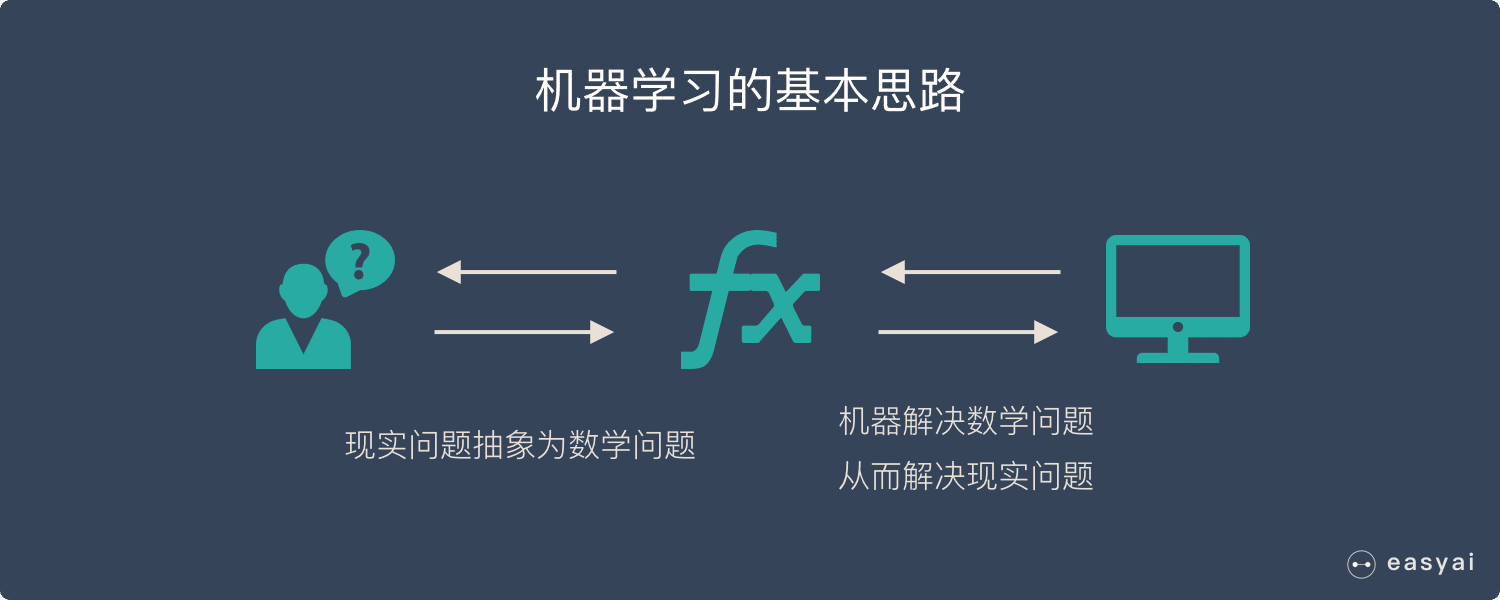 机器学习的基本思路
?
fx
现实问题抽象为数学问题
机器解决数学问题
从而解决现实问题
easyai